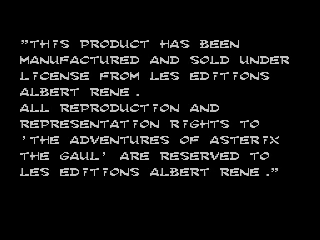 "THIS PRODUCT HAS BEEN
MANUFACTURED AND SOLD UNDER
LICENSE FROM LES EDITIONS
ALBERT RENE.
ALL REPRODUCTION AND
REPRESENTATION RIGHTS TO
'THE ADVENTURES OF ASTERIX
THE GAUL' ARE RESERVED TO
LES EDITIONS ALBERT RENE."